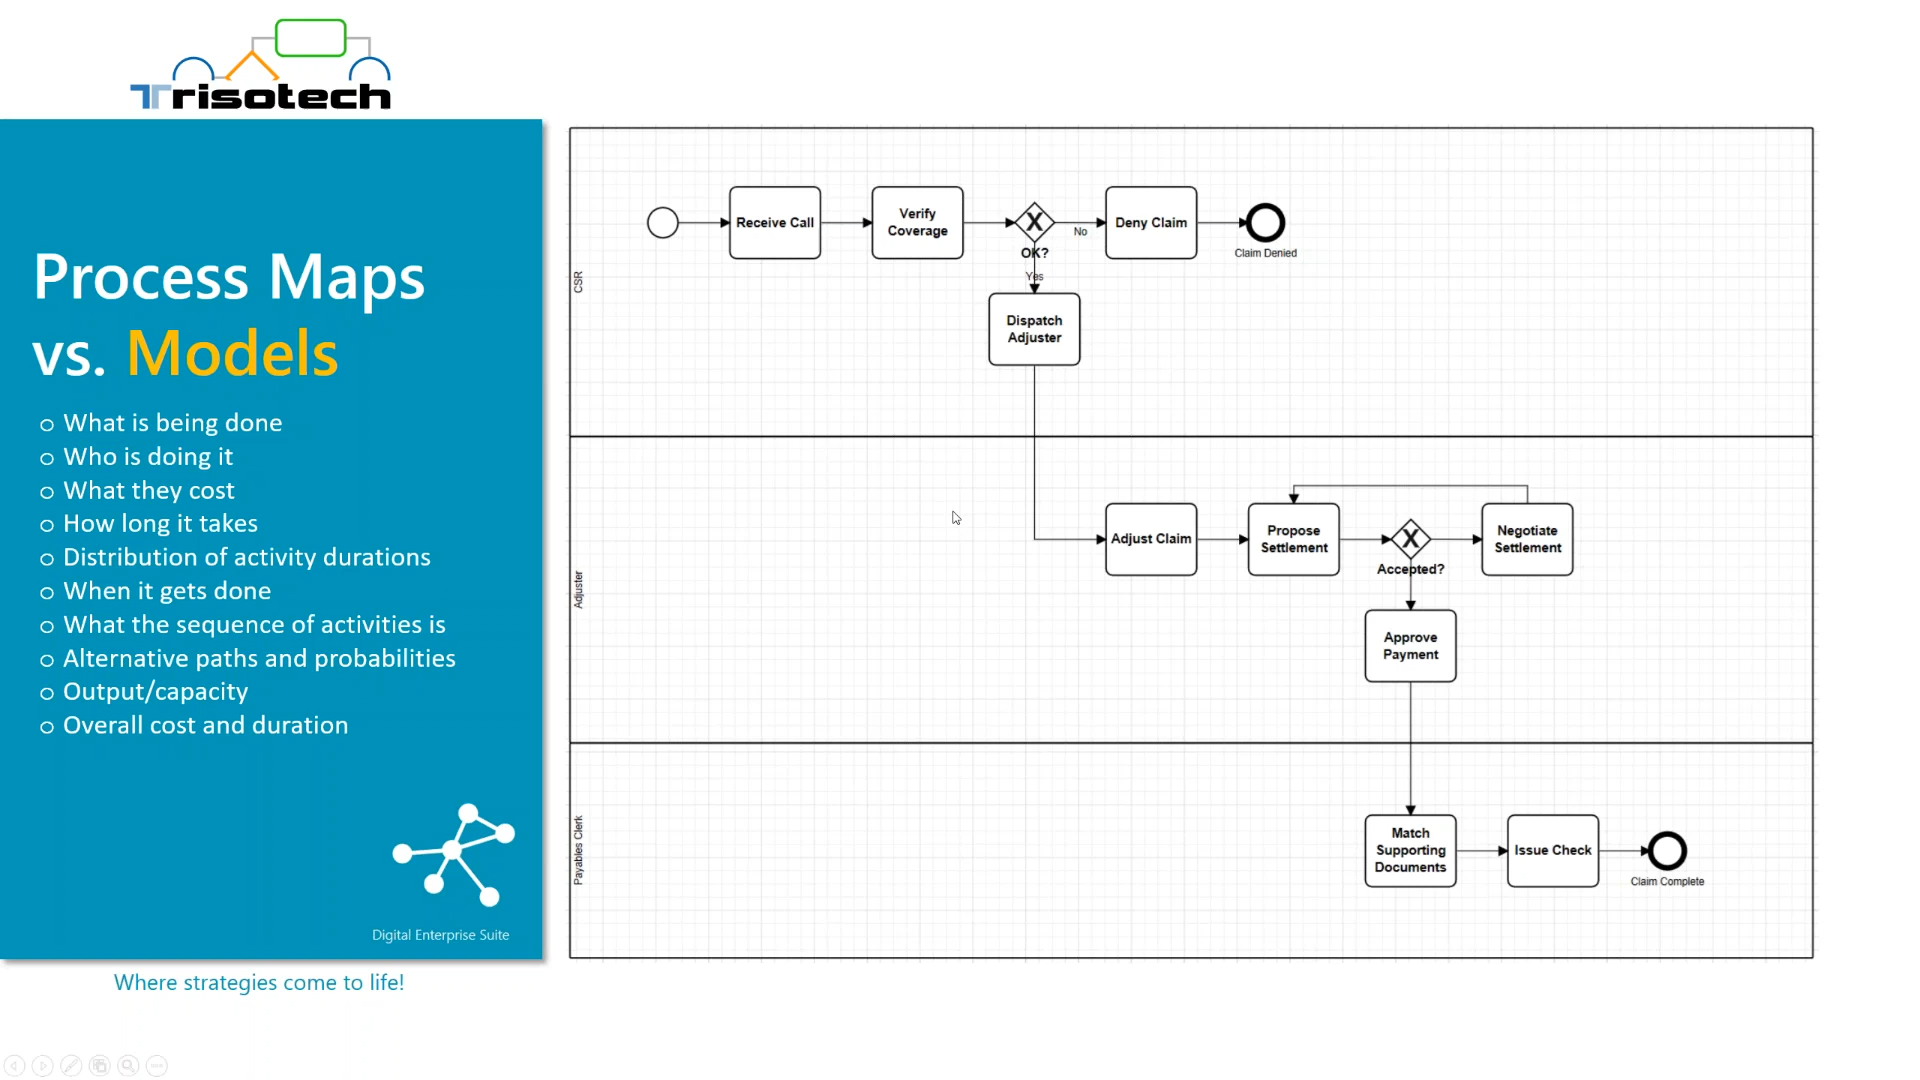 Trisotech
Process Maps
vs. Models
o What is being done
o Who is doing it
o What they cost
o How long it takes
o Distribution of activity durations
o When it gets done
o What the sequence of activities is
o Alternative paths and probabilities
o Output/capacity
o Overall cost and duration
Digital Enterprise Suite
Where strategies come to life!
CSR
Receive Call
Verify
Coverage
X
OK?
No
Yes
Deny Claim
Claim Denied
Dispatch
Adjuster
Adjuster
Adjust Claim
Propose
Settlement
X
Accepted?
Negotiate
Settlement
Approve
Payment
Payables Clerk
Match
Supporting
Documents
Issue Check
Claim Complete